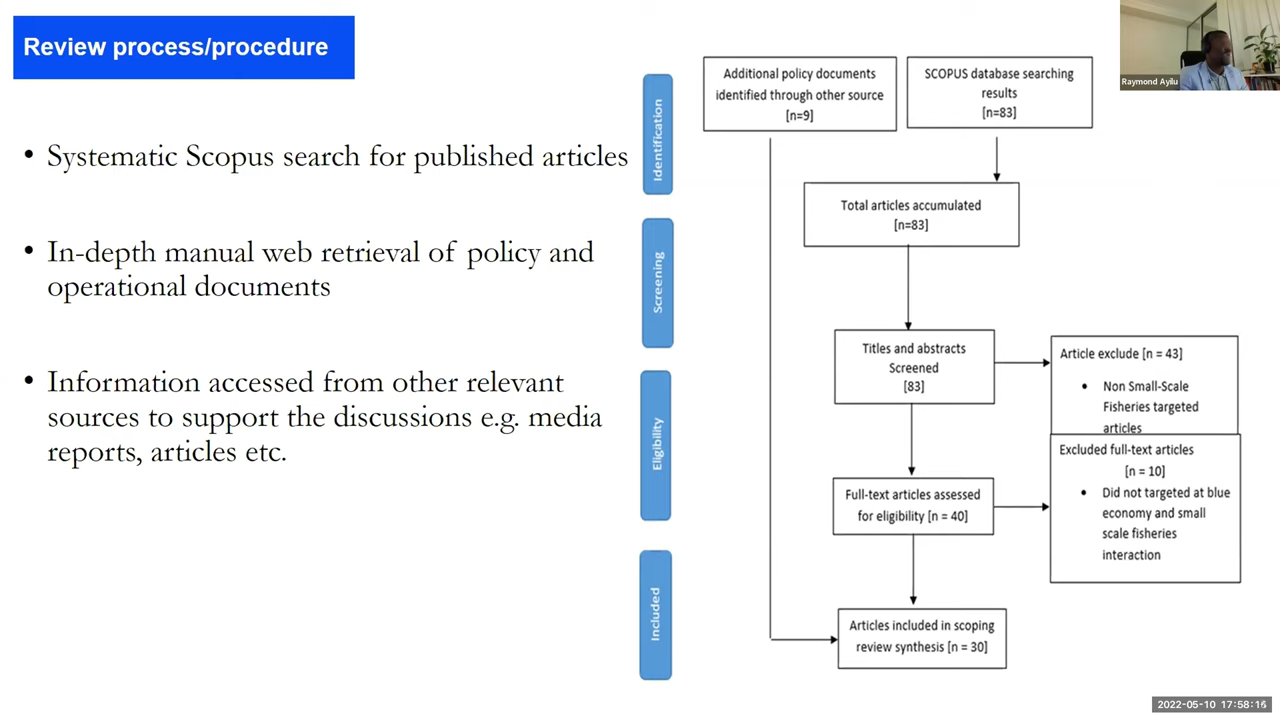 Review process/procedure
• Systematic Scopus search for published articles
• In-depth manual web retrieval of policy and
operational documents
• Information accessed from other relevant
sources to support the discussions e.g. media
reports, articles etc.
Identification
Screening
Eligibility
Included
Additional policy documents
identified through other source
[n=9]
SCOPUS database searching
results
[n=83]
Total articles accumulated
[n=83]
Titles and abstracts
Screened
[83]
Article exclude [n = 43]
• Non Small-Scale
Fisheries targeted
articles
Full-text articles assessed
for eligibility [n = 40]
Excluded full-text articles
[n = 10]
• Did not targeted at blue
economy and small
scale fisheries
interaction
Articles included in scoping
review synthesis [n = 30]
Raymond Ayilu
2022-05-10 17:58:16